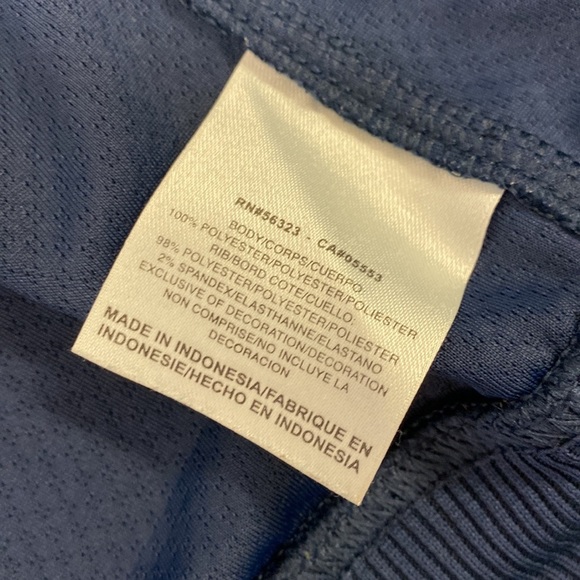 RN#56323 - CA#05553
BODY/CORPS/CUERPO
100% POLYESTER/POLYESTER/POLIESTER
RIB/BORD COTE/CUELLO
98% POLYESTER/POLYESTER/POLIESTER
2% SPANDEX/ELASTHANNE/ELASTANO
EXCLUSIVE OF DECORATION/DECORATION
NON COMPRISE/NO INCLUYE LA
DECORACION
MADE IN INDONESIA/FABRIQUE EN
INDONESIE/HECHO EN INDONESIA